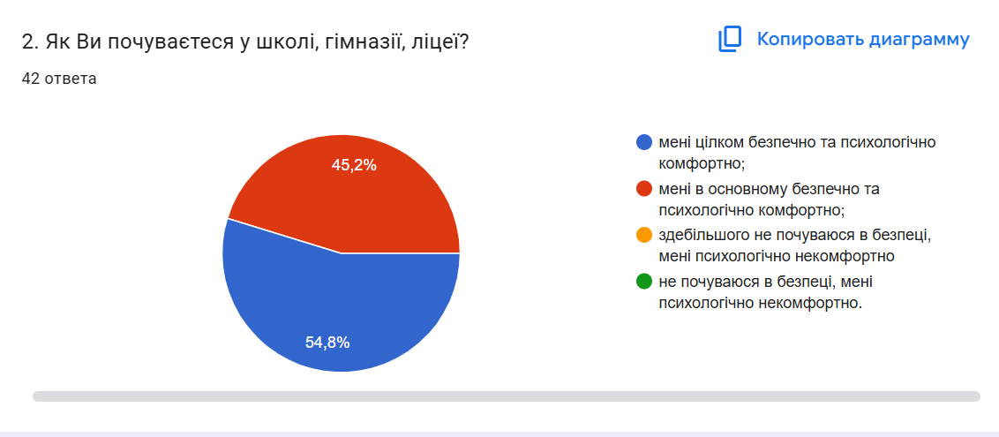 2. Як Ви почуваєтеся у школі, гімназії, ліцеї?
Копировать диаграмму
42 ответа
45,2%
54,8%
мені цілком безпечно та психологічно
комфортно;
мені в основному безпечно та
психологічно комфортно;
здебільшого не почуваюся в безпеці,
мені психологічно некомфортно
не почуваюся в безпеці, мені
психологічно некомфортно.